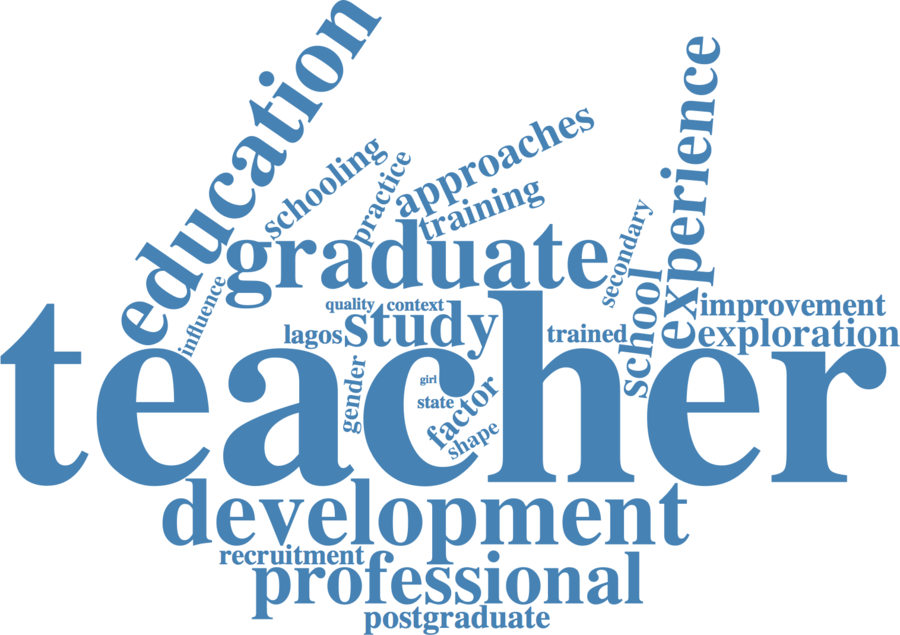 education
experience
schooling
practice
approaches
training
graduate
secondary
school
influence
quality
context
improvement
lagos
study
trained
exploration
teacher
gender
girl
state
factor
shape
development
recruitment
professional
postgraduate